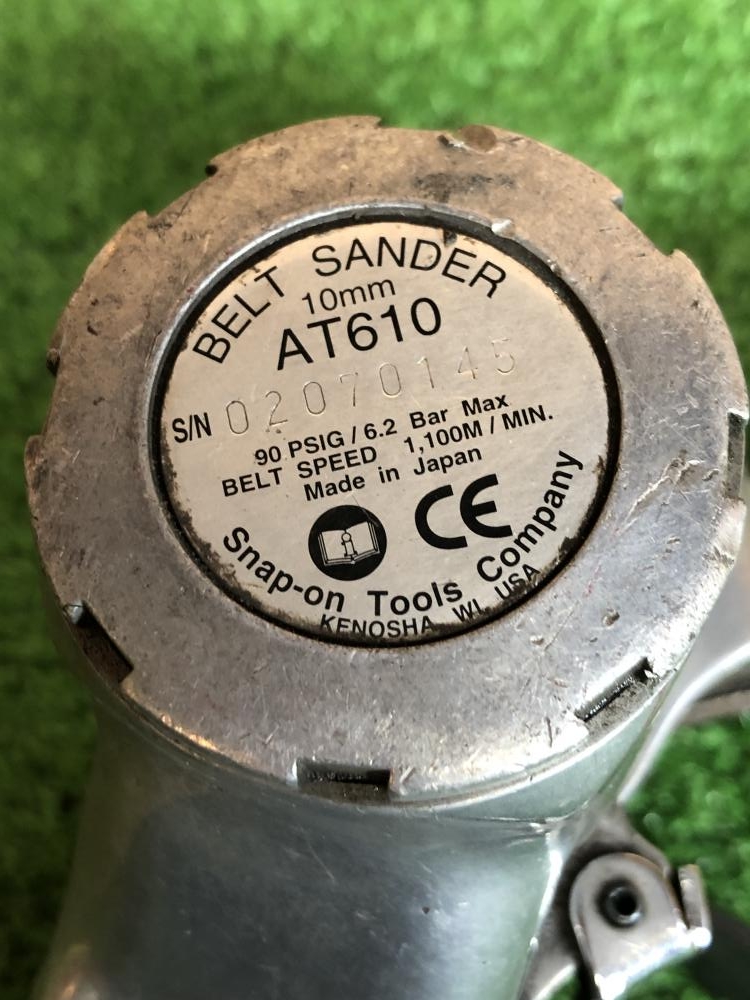 BELT SANDER
10mm
AT610
S/N 02070145
90 PSIG / 6.2 Bar Max
BELT SPEED 1,100M / MIN.
Made in Japan
i
CE
Snap-on Tools Company
KENOSHA WI, USA